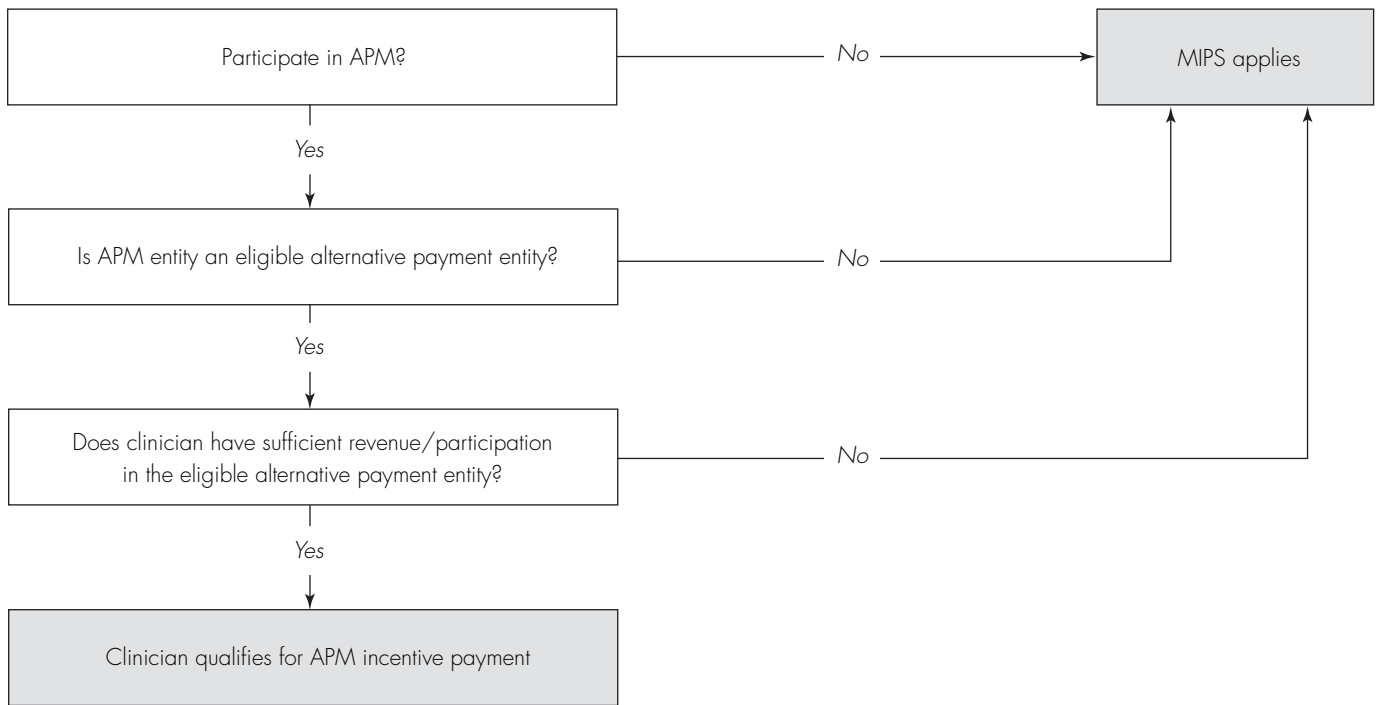 Participate in APM?
No
MIPS applies
Yes
Is APM entity an eligible alternative payment entity?
No
Yes
Does clinician have sufficient revenue/participation
in the eligible alternative payment entity?
No
Yes
Clinician qualifies for APM incentive payment